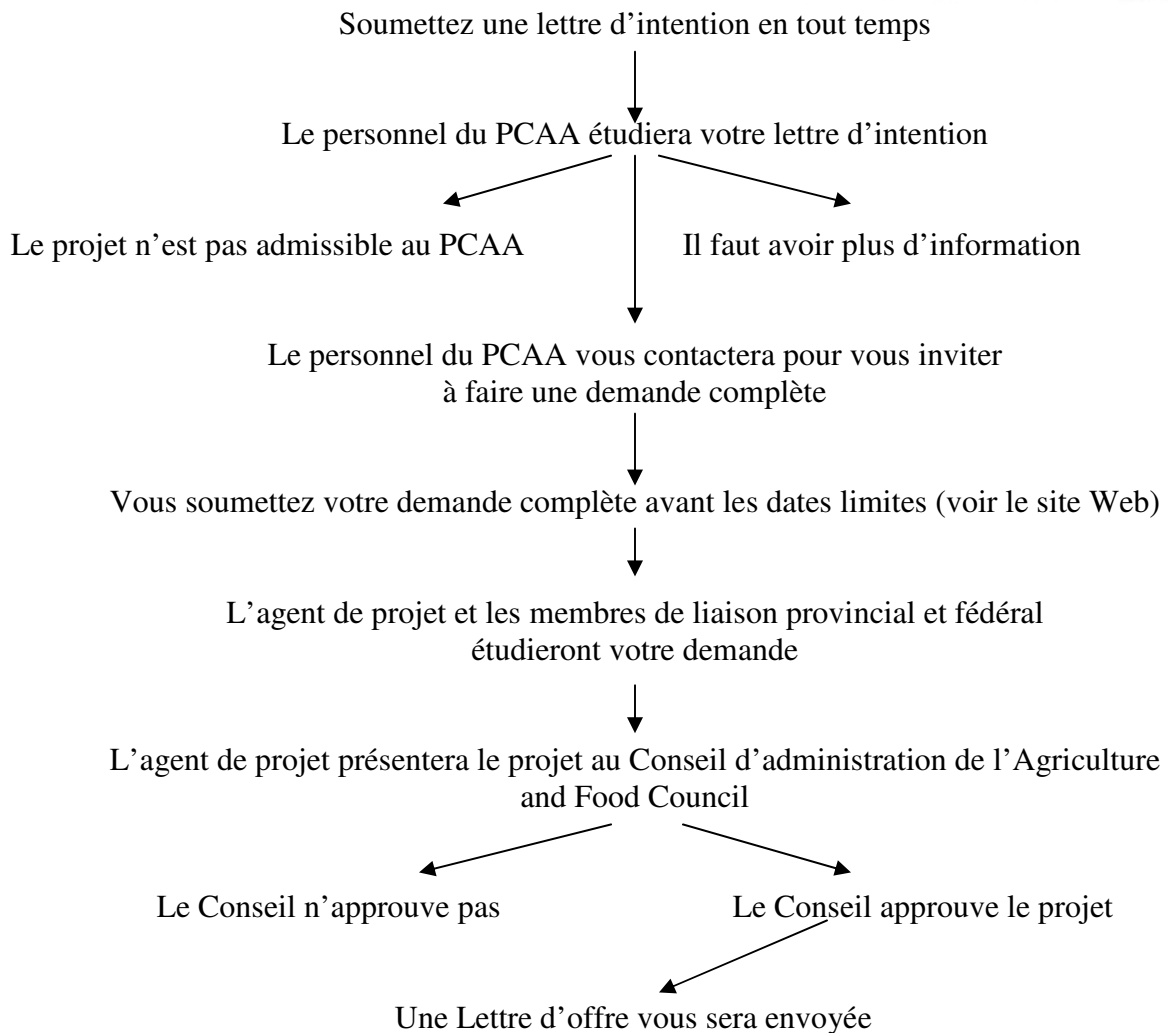 Soumettez une lettre d’intention en tout temps
Le personnel du PCAA étudiera votre lettre d’intention
Le projet n’est pas admissible au PCAA
Il faut avoir plus d’information
Le personnel du PCAA vous contactera pour vous inviter
à faire une demande complète
Vous soumettez votre demande complète avant les dates limites (voir le site Web)
L’agent de projet et les membres de liaison provincial et fédéral
étudieront votre demande
L’agent de projet présentera le projet au Conseil d’administration de l’Agriculture
and Food Council
Le Conseil n’approuve pas
Le Conseil approuve le projet
Une Lettre d’offre vous sera envoyée